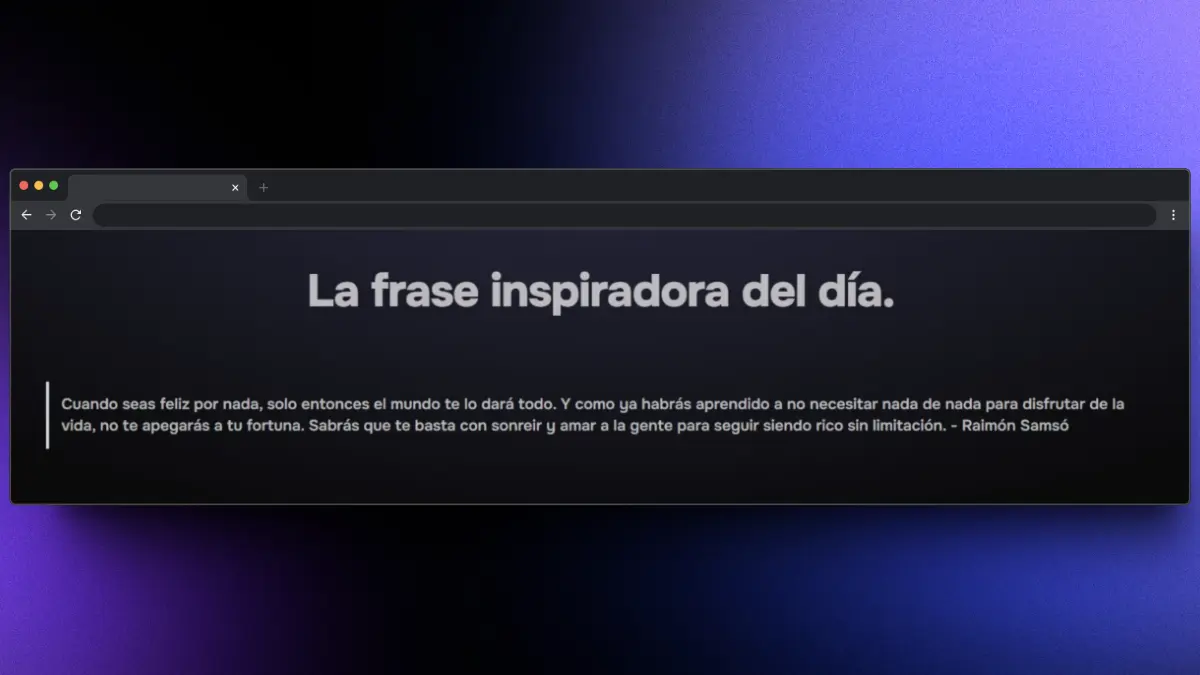 La frase inspiradora del día.
Cuando seas feliz por nada, solo entonces el mundo te lo dará todo. Y como ya habrás aprendido a no necesitar nada de nada para disfrutar de la
vida, no te apegarás a tu fortuna. Sabrás que te basta con sonreir y amar a la gente para seguir siendo rico sin limitación. - Raimón Samsó